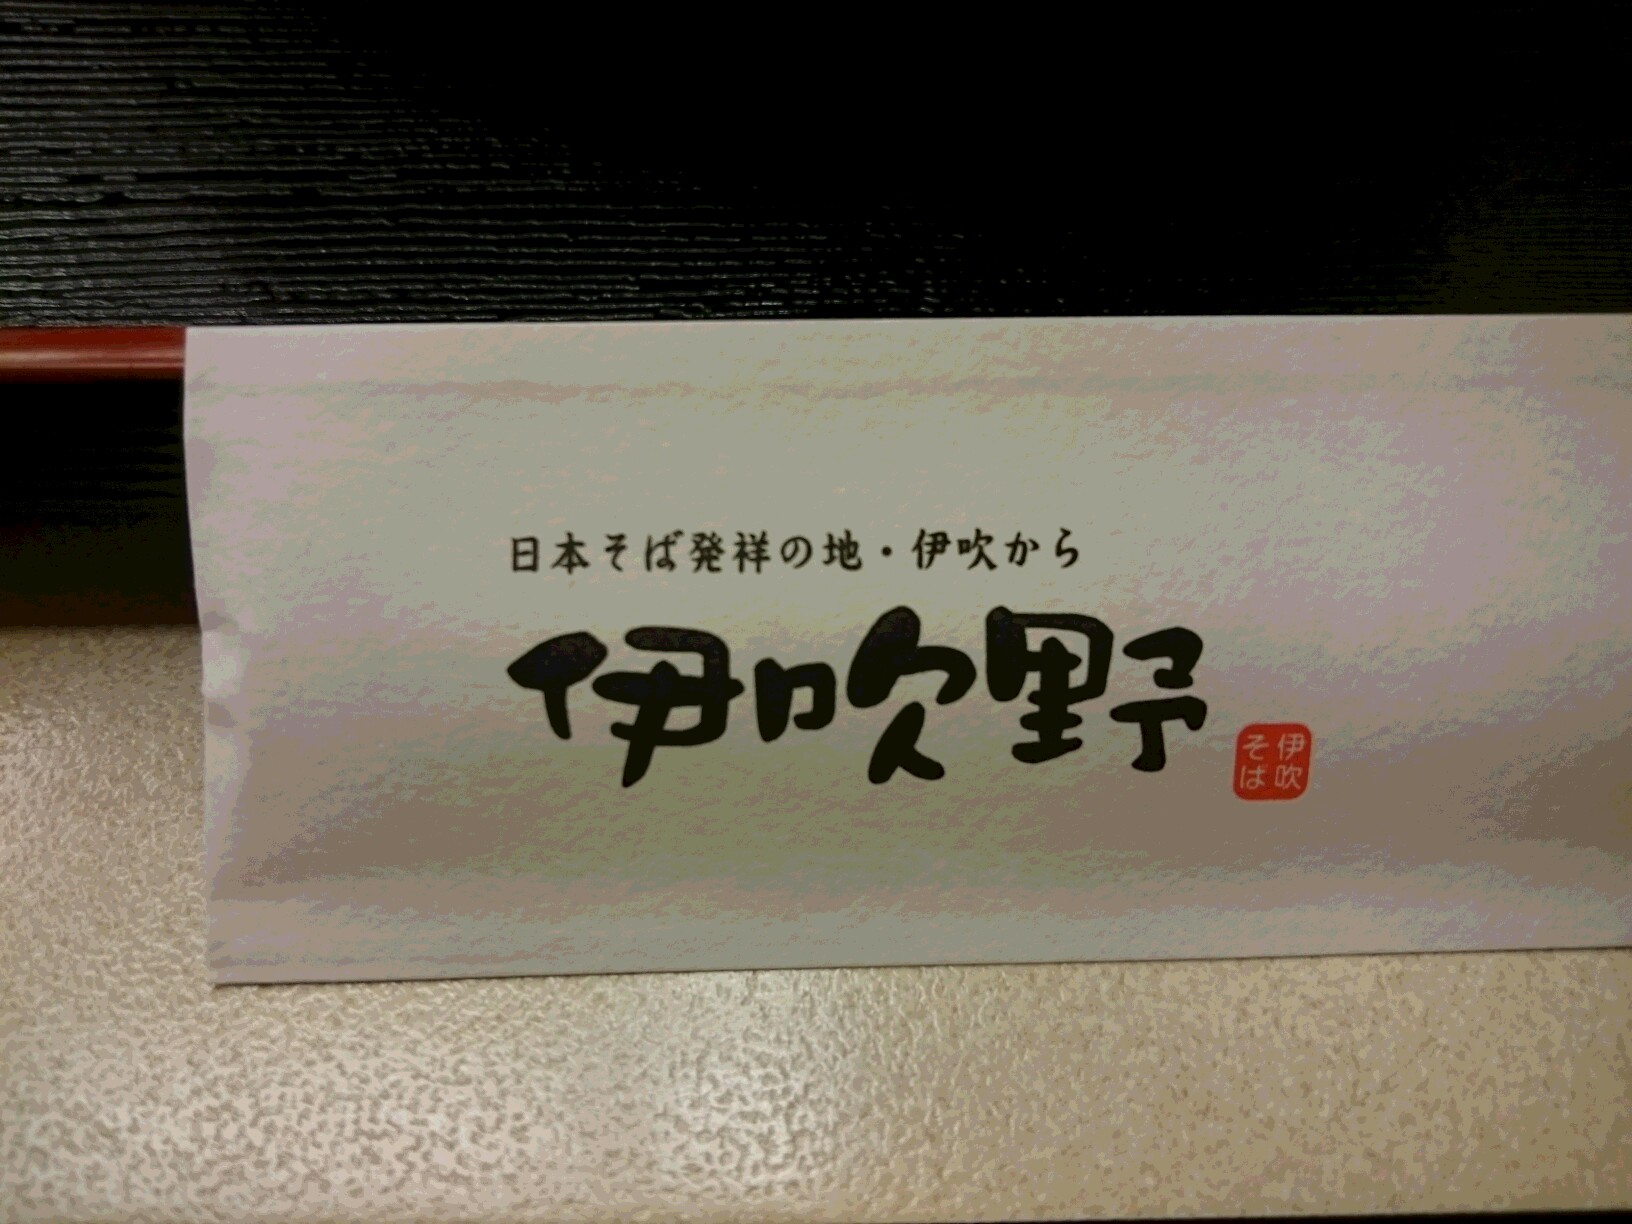 日本そば発祥の地・伊吹から
伊吹野
伊吹
そば